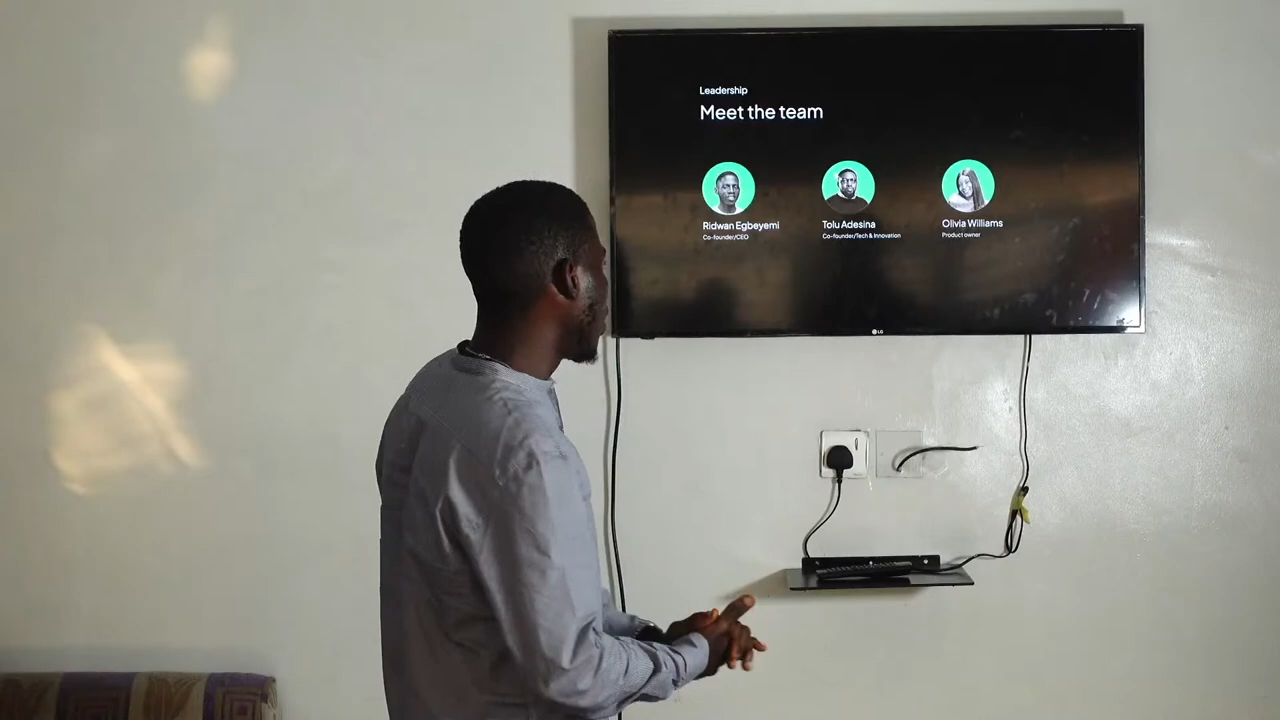 Leadership
Meet the team
Ridwan Egbeyemi
Co-founder/CEO
Tolu Adesina
Co-founder/Tech & Innovation
Olivia Williams
Product owner
LG